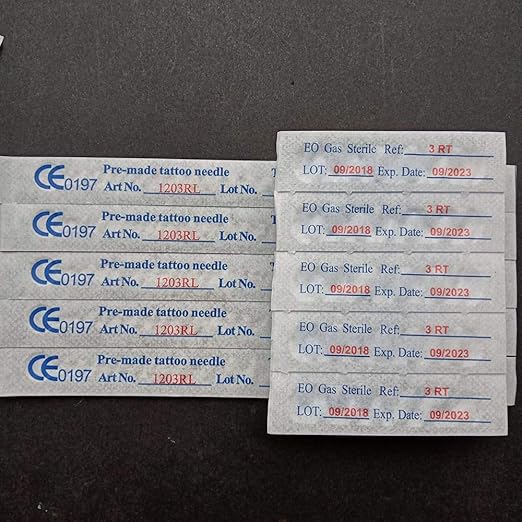 CE0197 Pre-made tattoo needle
Art No. 1203RL Lot No.
CE0197 Pre-made tattoo needle
Art No. 1203RL Lot No.
CE0197 Pre-made tattoo needle
Art No. 1203RL Lot No.
CE0197 Pre-made tattoo needle
Art No. 1203RL Lot No.
CE0197 Pre-made tattoo needle
Art No. 1203RL Lot No.
EO Gas Sterile Ref: 3 RT
LOT: 09/2018 Exp. Date: 09/2023
EO Gas Sterile Ref: 3 RT
LOT: 09/2018 Exp. Date: 09/2023
EO Gas Sterile Ref: 3 RT
LOT: 09/2018 Exp. Date: 09/2023
EO Gas Sterile Ref: 3 RT
LOT: 09/2018 Exp. Date: 09/2023
EO Gas Sterile Ref: 3 RT
LOT: 09/2018 Exp. Date: 09/2023